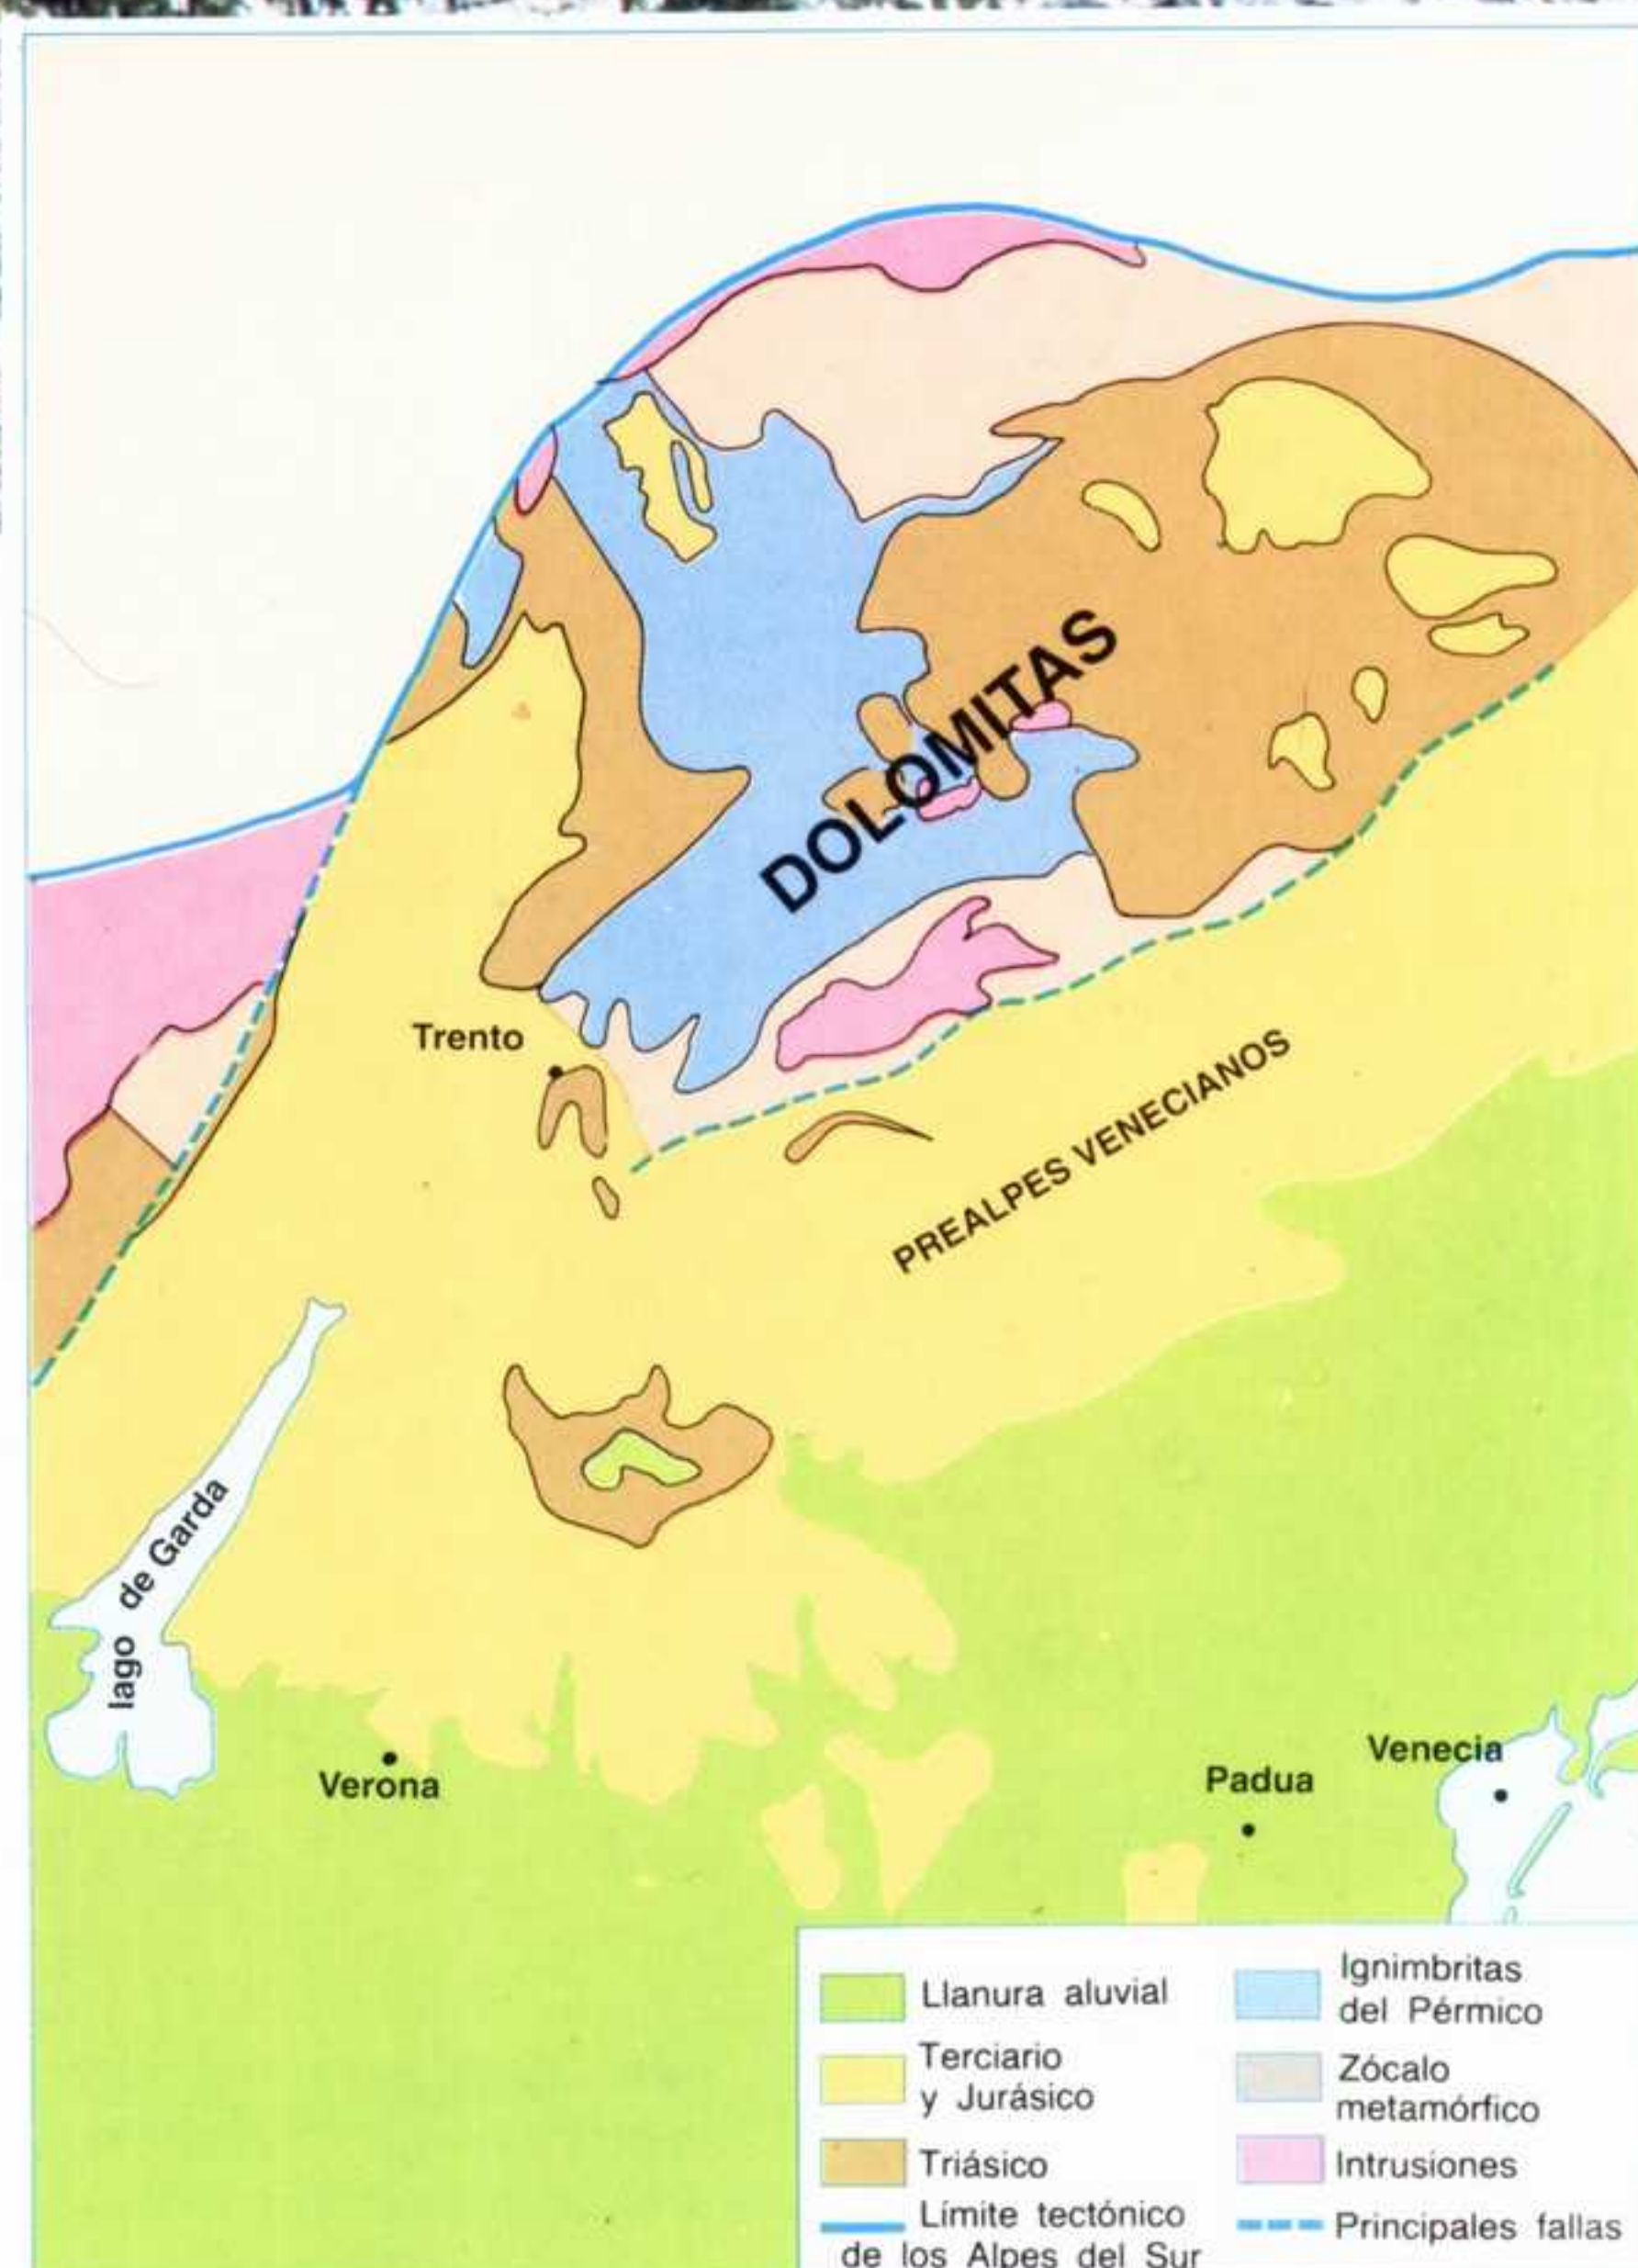 DOLOMITAS
Trento
PREALPES VENECIANOS
lago de Garda
Verona
Padua
Venecia
Llanura aluvial
Terciario
y Jurásico
Triásico
Límite tectónico
de los Alpes del Sur
Ignimbritas
del Pérmico
Zócalo
metamórfico
Intrusiones
Principales fallas